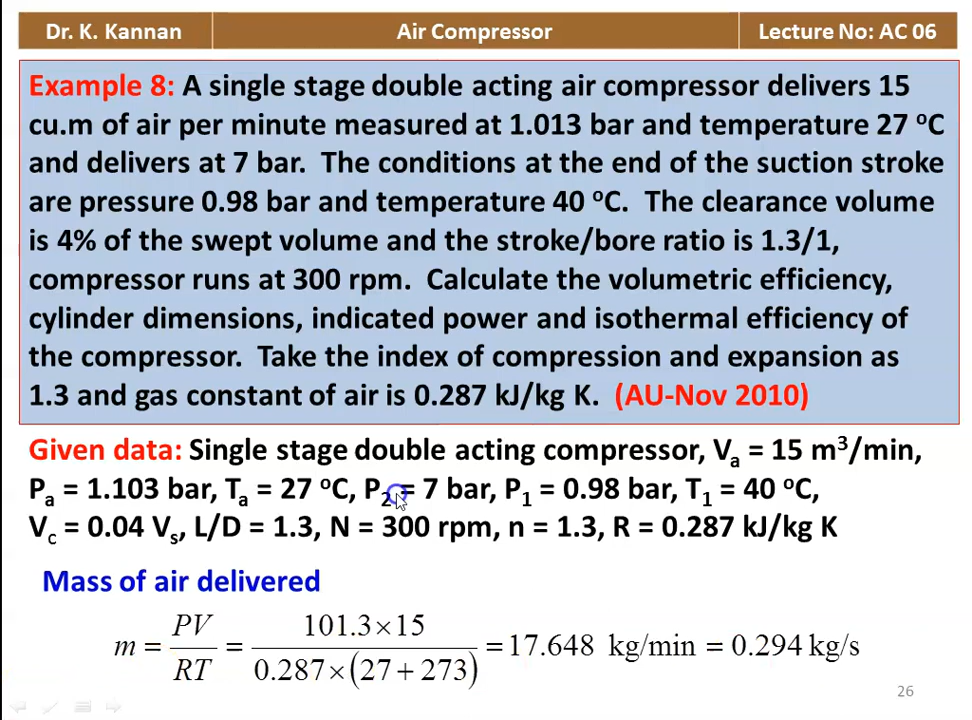 Dr. K. Kannan
Air Compressor
Lecture No: AC 06
Example 8: A single stage double acting air compressor delivers 15
cu.m of air per minute measured at 1.013 bar and temperature 27 ᵒC
and delivers at 7 bar. The conditions at the end of the suction stroke
are pressure 0.98 bar and temperature 40 ᵒC. The clearance volume
is 4% of the swept volume and the stroke/bore ratio is 1.3/1,
compressor runs at 300 rpm. Calculate the volumetric efficiency,
cylinder dimensions, indicated power and isothermal efficiency of
the compressor. Take the index of compression and expansion as
1.3 and gas constant of air is 0.287 kJ/kg K. (AU-Nov 2010)
Given data: Single stage double acting compressor, Vₐ = 15 m³/min,
Pₐ = 1.103 bar, Tₐ = 27 ᵒC, P₂ = 7 bar, P₁ = 0.98 bar, T₁ = 40 ᵒC,
V_c = 0.04 Vₛ, L/D = 1.3, N = 300 rpm, n = 1.3, R = 0.287 kJ/kg K
Mass of air delivered
m = PV/RT = 101.3×15/0.287×(27+273) = 17.648 kg/min = 0.294 kg/s
26